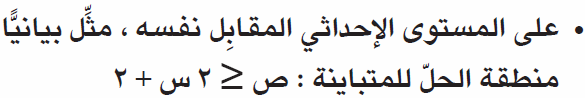 • على المستوى الإحداثي المقابِل نفسه ، مثِّل بيانيًّا
منطقة الحلّ للمتباينة : ص ≤ ٢ س + ٢